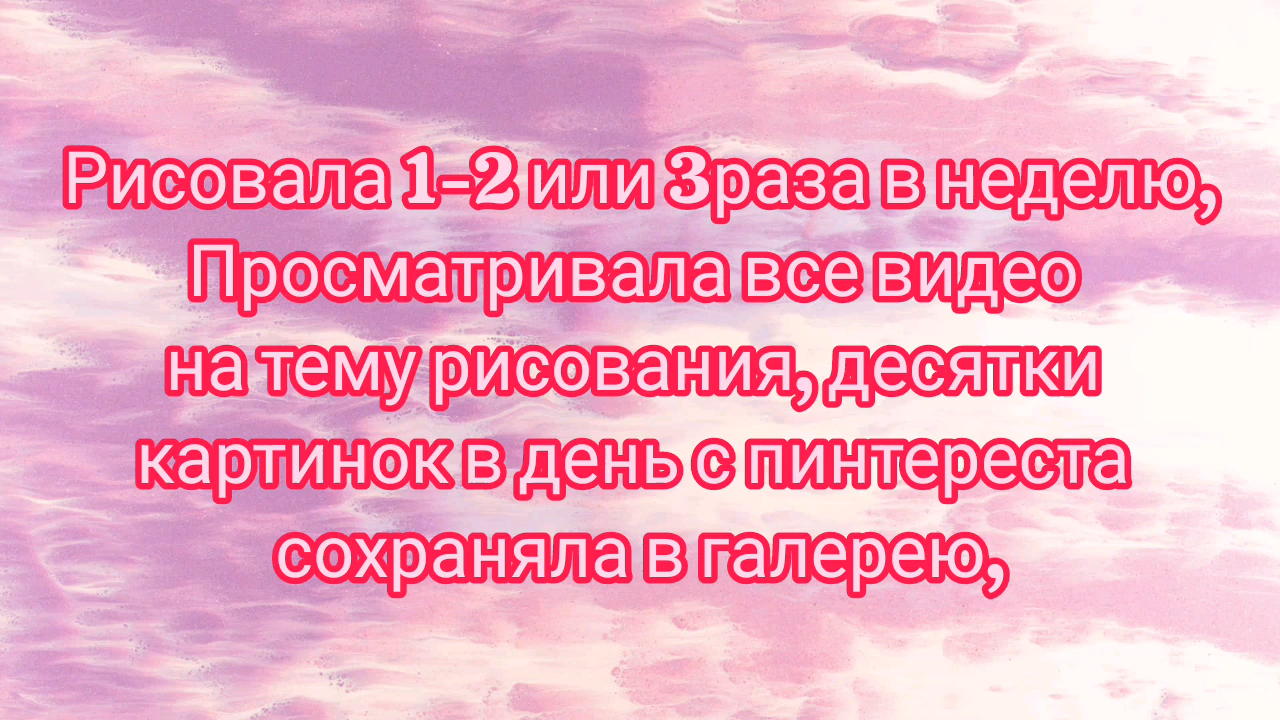 Рисовала 1-2 или 3раза в неделю,
Просматривала все видео
на тему рисования, десятки
картинок в день с пинтереста
сохраняла в галерею,